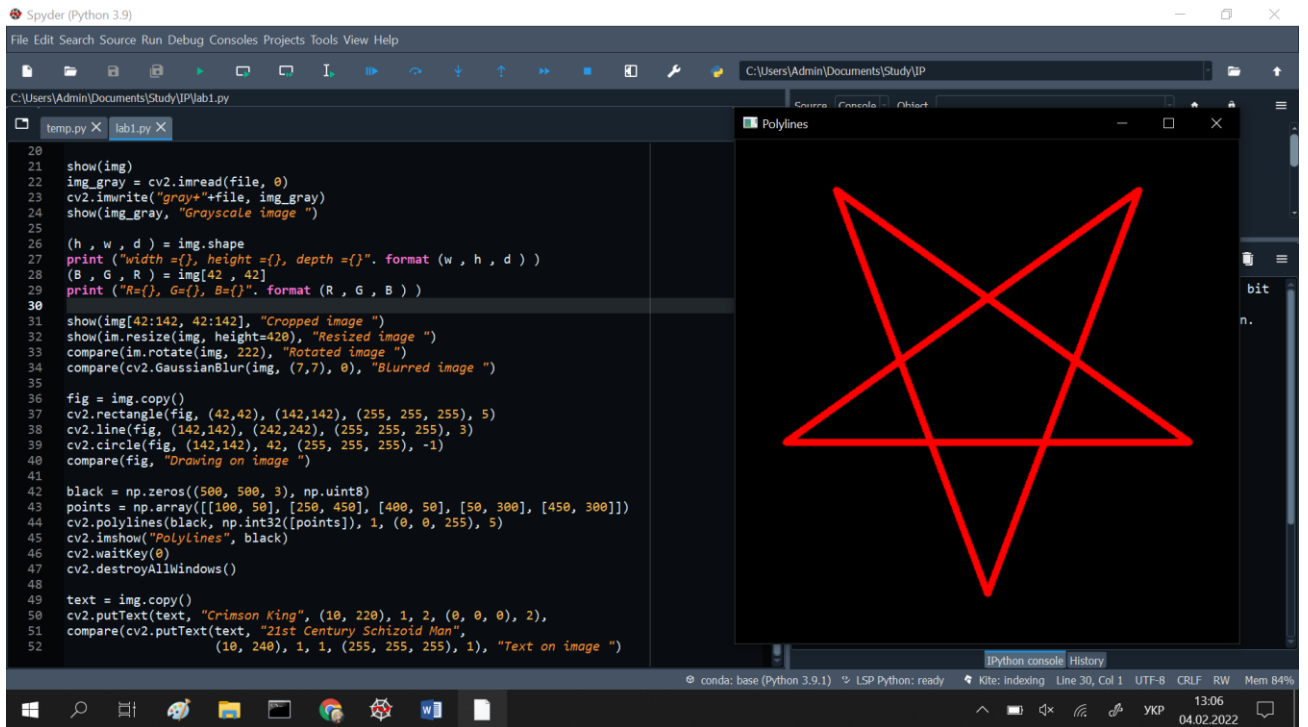 Spyder (Python 3.9)
File Edit Search Source Run Debug Consoles Projects Tools View Help
C:\Users\Admin\Documents\Study\IP
C:\Users\Admin\Documents\Study\IP\lab1.py
Source Console Object
temp.py lab1.py
Polylines
20
21 show(img)
22 img_gray = cv2.imread(file, 0)
23 cv2.imwrite("gray+"+file, img_gray)
24 show(img_gray, "Grayscale image ")
25
26 (h , w , d ) = img.shape
27 print ("width ={}, height ={}, depth ={}". format (w , h , d ) )
28 (B , G , R ) = img[42 , 42]
29 print ("R={}, G={}, B={}". format (R , G , B ) )
30
31 show(img[42:142, 42:142], "Cropped image ")
32 show(im.resize(img, height=420), "Resized image ")
33 compare(im.rotate(img, 222), "Rotated image ")
34 compare(cv2.GaussianBlur(img, (7,7), 0), "Blurred image ")
35
36 fig = img.copy()
37 cv2.rectangle(fig, (42,42), (142,142), (255, 255, 255), 5)
38 cv2.line(fig, (142,142), (242,242), (255, 255, 255), 3)
39 cv2.circle(fig, (142,142), 42, (255, 255, 255), -1)
40 compare(fig, "Drawing on image ")
41
42 black = np.zeros((500, 500, 3), np.uint8)
43 points = np.array([[100, 50], [250, 450], [400, 50], [50, 300], [450, 300]])
44 cv2.polylines(black, np.int32([points]), 1, (0, 0, 255), 5)
45 cv2.imshow("Polylines", black)
46 cv2.waitKey(0)
47 cv2.destroyAllWindows()
48
49 text = img.copy()
50 cv2.putText(text, "Crimson King", (10, 220), 1, 2, (0, 0, 0), 2),
51 compare(cv2.putText(text, "21st Century Schizoid Man",
52 (10, 240), 1, 1, (255, 255, 255), 1), "Text on image ")
bit
n.
IPython console History
conda: base (Python 3.9.1) LSP Python: ready Kite: indexing Line 30, Col 1 UTF-8 CRLF RW Mem 84%
УКР
13:06
04.02.2022